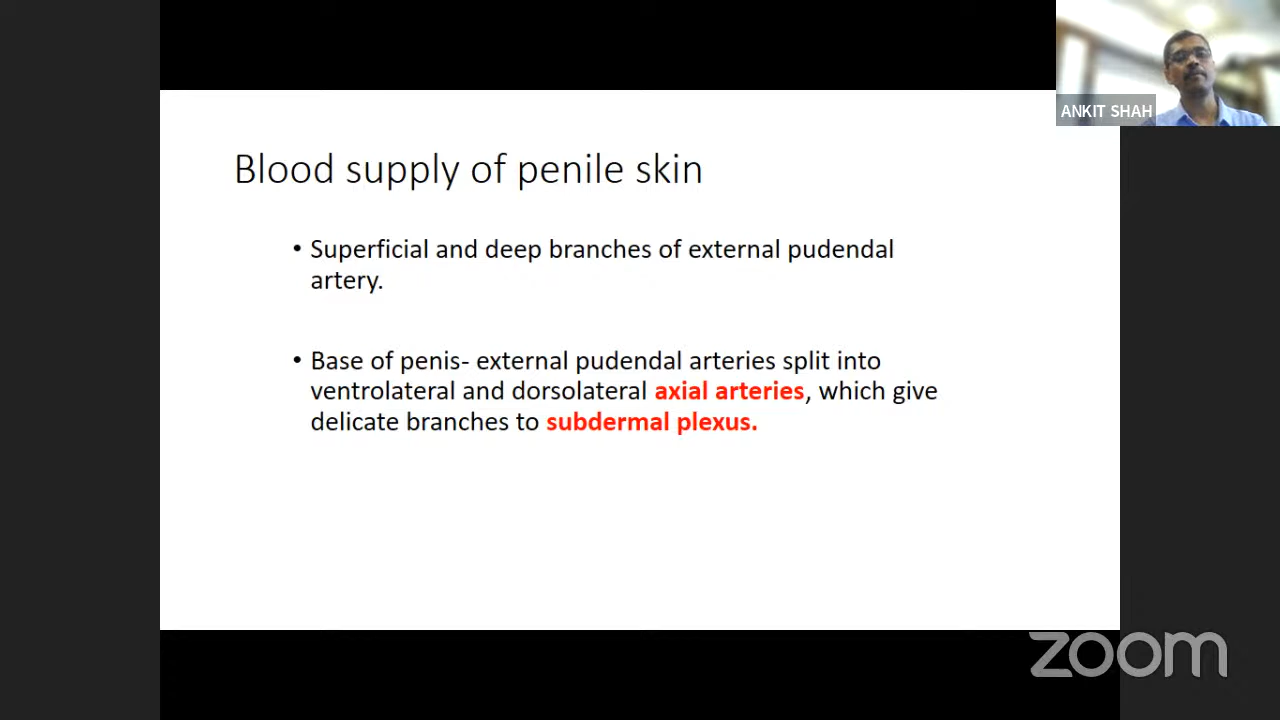 ANKIT SHAH
Blood supply of penile skin
• Superficial and deep branches of external pudendal
artery.
• Base of penis- external pudendal arteries split into
ventrolateral and dorsolateral axial arteries, which give
delicate branches to subdermal plexus.
zoom